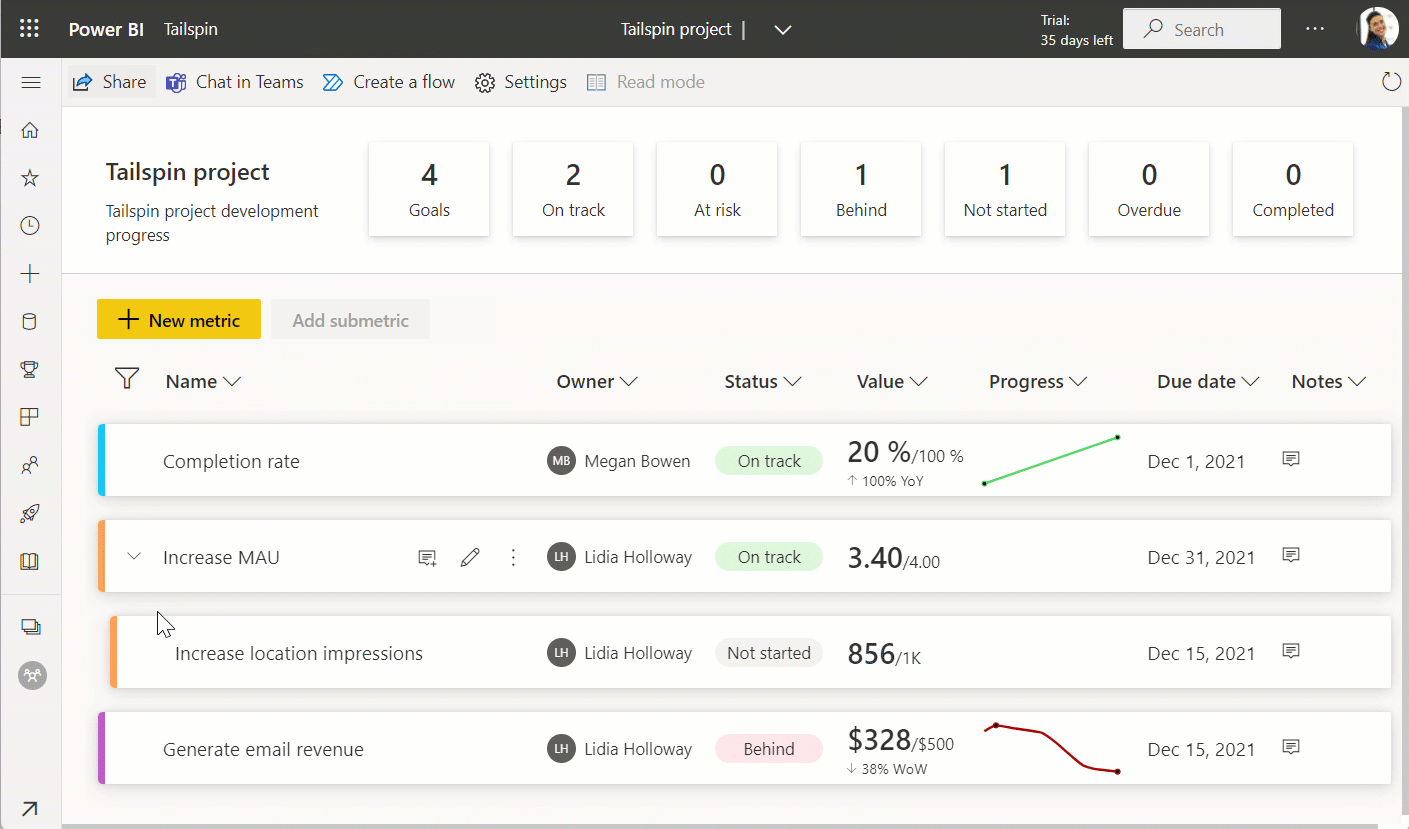 Power BI Tailspin Tailspin project | Trial: 35 days left Search
Share Chat in Teams Create a flow Settings Read mode
Tailspin project
Tailspin project development
progress
4 Goals
2 On track
0 At risk
1 Behind
1 Not started
0 Overdue
0 Completed
New metric Add submetric
Name Owner Status Value Progress Due date Notes
Completion rate MB Megan Bowen On track 20 %/100 % Dec 1, 2021
↑ 100% YoY
Increase MAU LH Lidia Holloway On track 3.40/4.00 Dec 31, 2021
Increase location impressions LH Lidia Holloway Not started 856/1K Dec 15, 2021
Generate email revenue LH Lidia Holloway Behind $328/$500 Dec 15, 2021
↓ 38% WoW